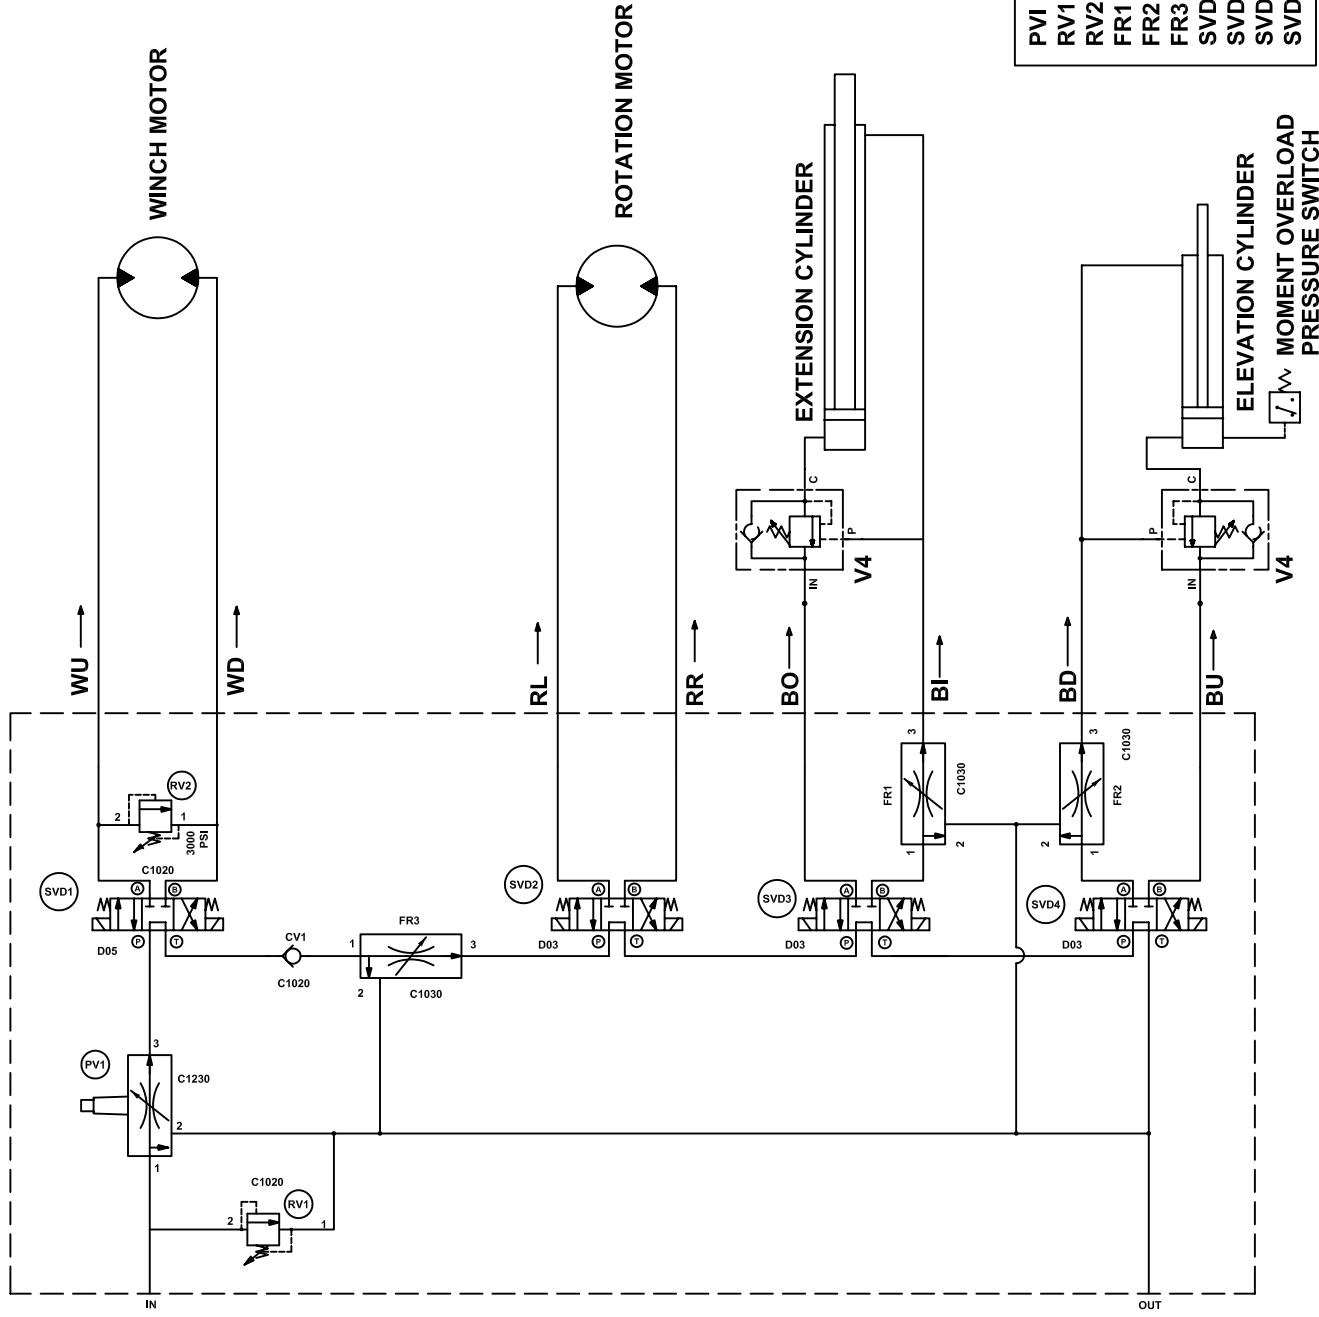 WINCH MOTOR
ROTATION MOTOR
EXTENSION CYLINDER
ELEVATION CYLINDER
MOMENT OVERLOAD
PRESSURE SWITCH
PVI
RV1
RV2
FR1
FR2
FR3
SVD
SVD
SVD
SVD
C
P
IN
V4
C
P
IN
V4
WU
WD
RL
RR
BO
BI
BD
BU
RV2
2
1
3000
PSI
C1020
SVD1
A
B
P
T
D05
SVD2
A
B
P
T
D03
SVD3
A
B
P
T
D03
SVD4
A
B
P
T
D03
FR1
3
C1030
1
2
3
C1030
FR2
2
1
CV1
C1020
FR3
1
3
2
C1030
PV1
3
C1230
2
1
C1020
RV1
2
1
IN
OUT